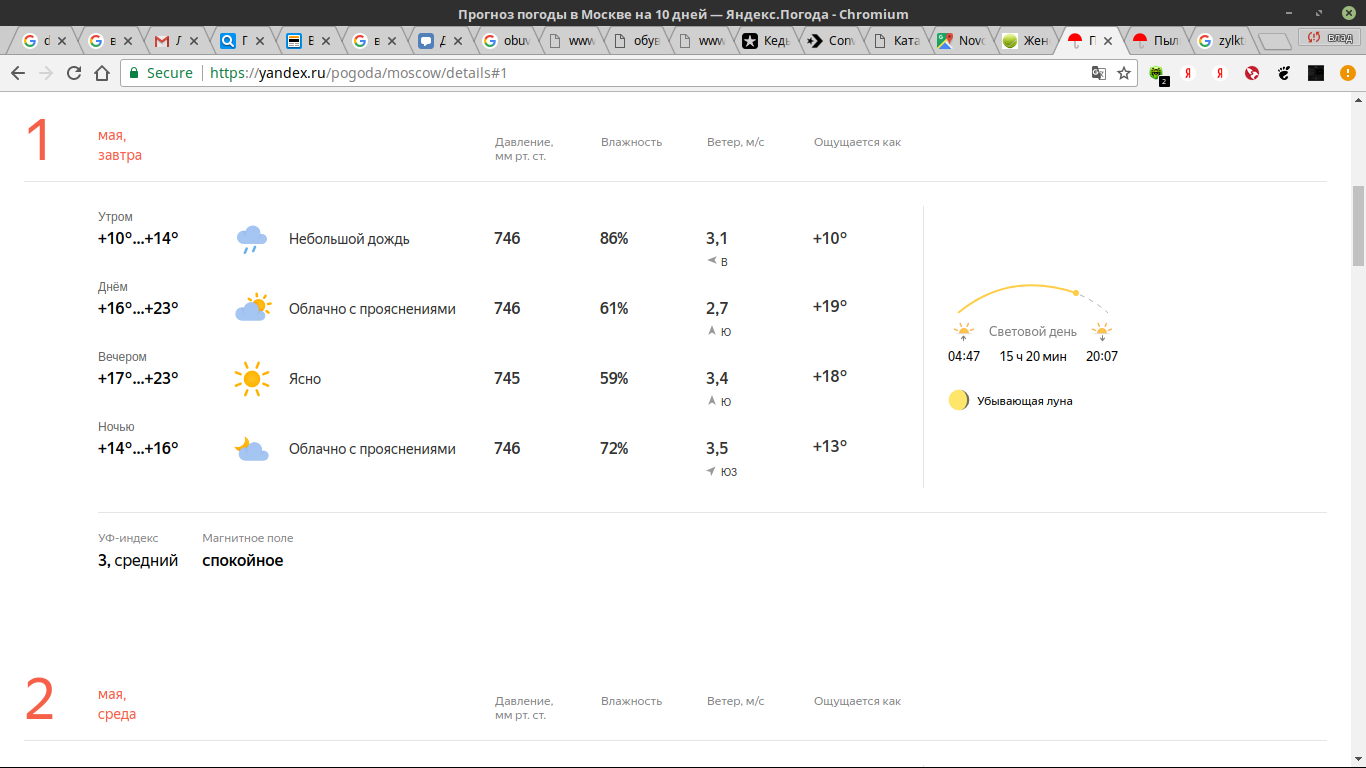 Прогноз погоды в Москве на 10 дней — Яндекс.Погода - Chromium
obuv
www
обув
www
Кедь
Conv
Ката
Novo
Жен
Пыл
zylkt
влад
Secure https://yandex.ru/pogoda/moscow/details#1
2
1 мая, завтра
Давление, мм рт. ст. Влажность Ветер, м/с Ощущается как
Утром
+10°...+14° Небольшой дождь 746 86% 3,1 +10°
В
Днём
+16°...+23° Облачно с прояснениями 746 61% 2,7 +19°
Ю
Световой день
04:47 15 ч 20 мин 20:07
Вечером
+17°...+23° Ясно 745 59% 3,4 +18°
Ю
Убывающая луна
Ночью
+14°...+16° Облачно с прояснениями 746 72% 3,5 +13°
ЮЗ
УФ-индекс Магнитное поле
3, средний спокойное
2 мая, среда
Давление, мм рт. ст. Влажность Ветер, м/с Ощущается как